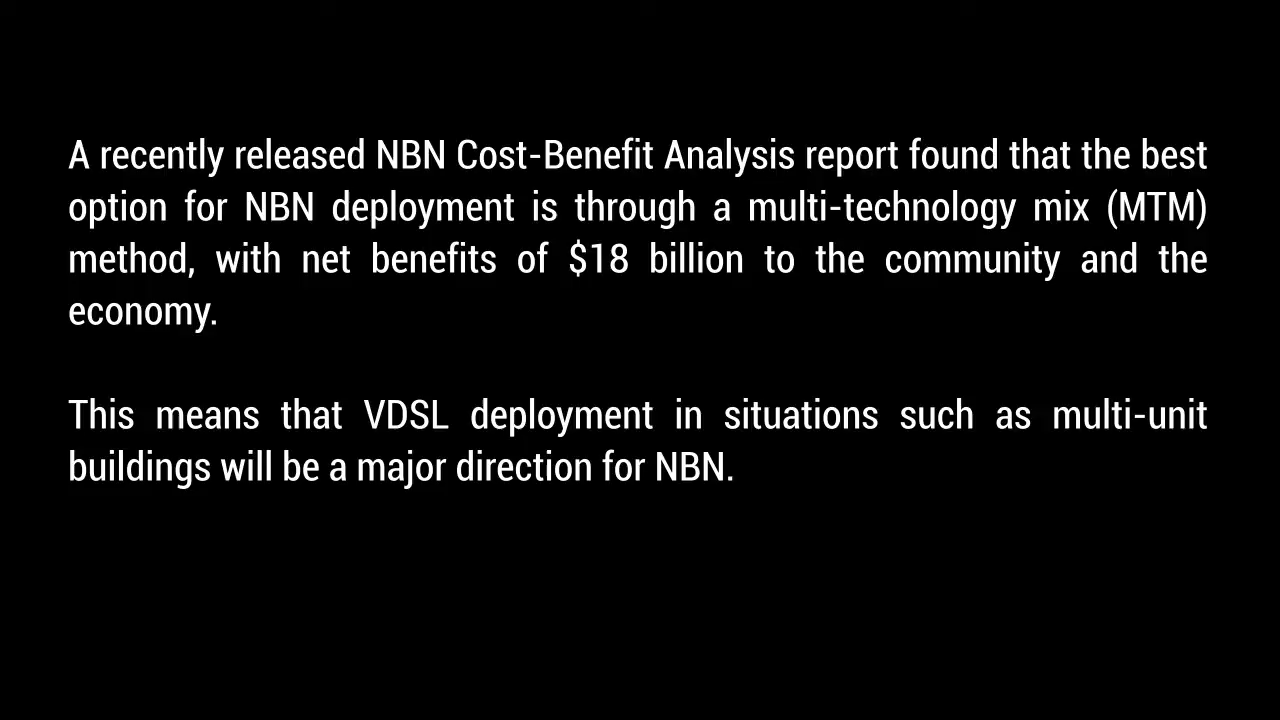 A recently released NBN Cost-Benefit Analysis report found that the best
option for NBN deployment is through a multi-technology mix (MTM)
method, with net benefits of $18 billion to the community and the
economy.
This means that VDSL deployment in situations such as multi-unit
buildings will be a major direction for NBN.